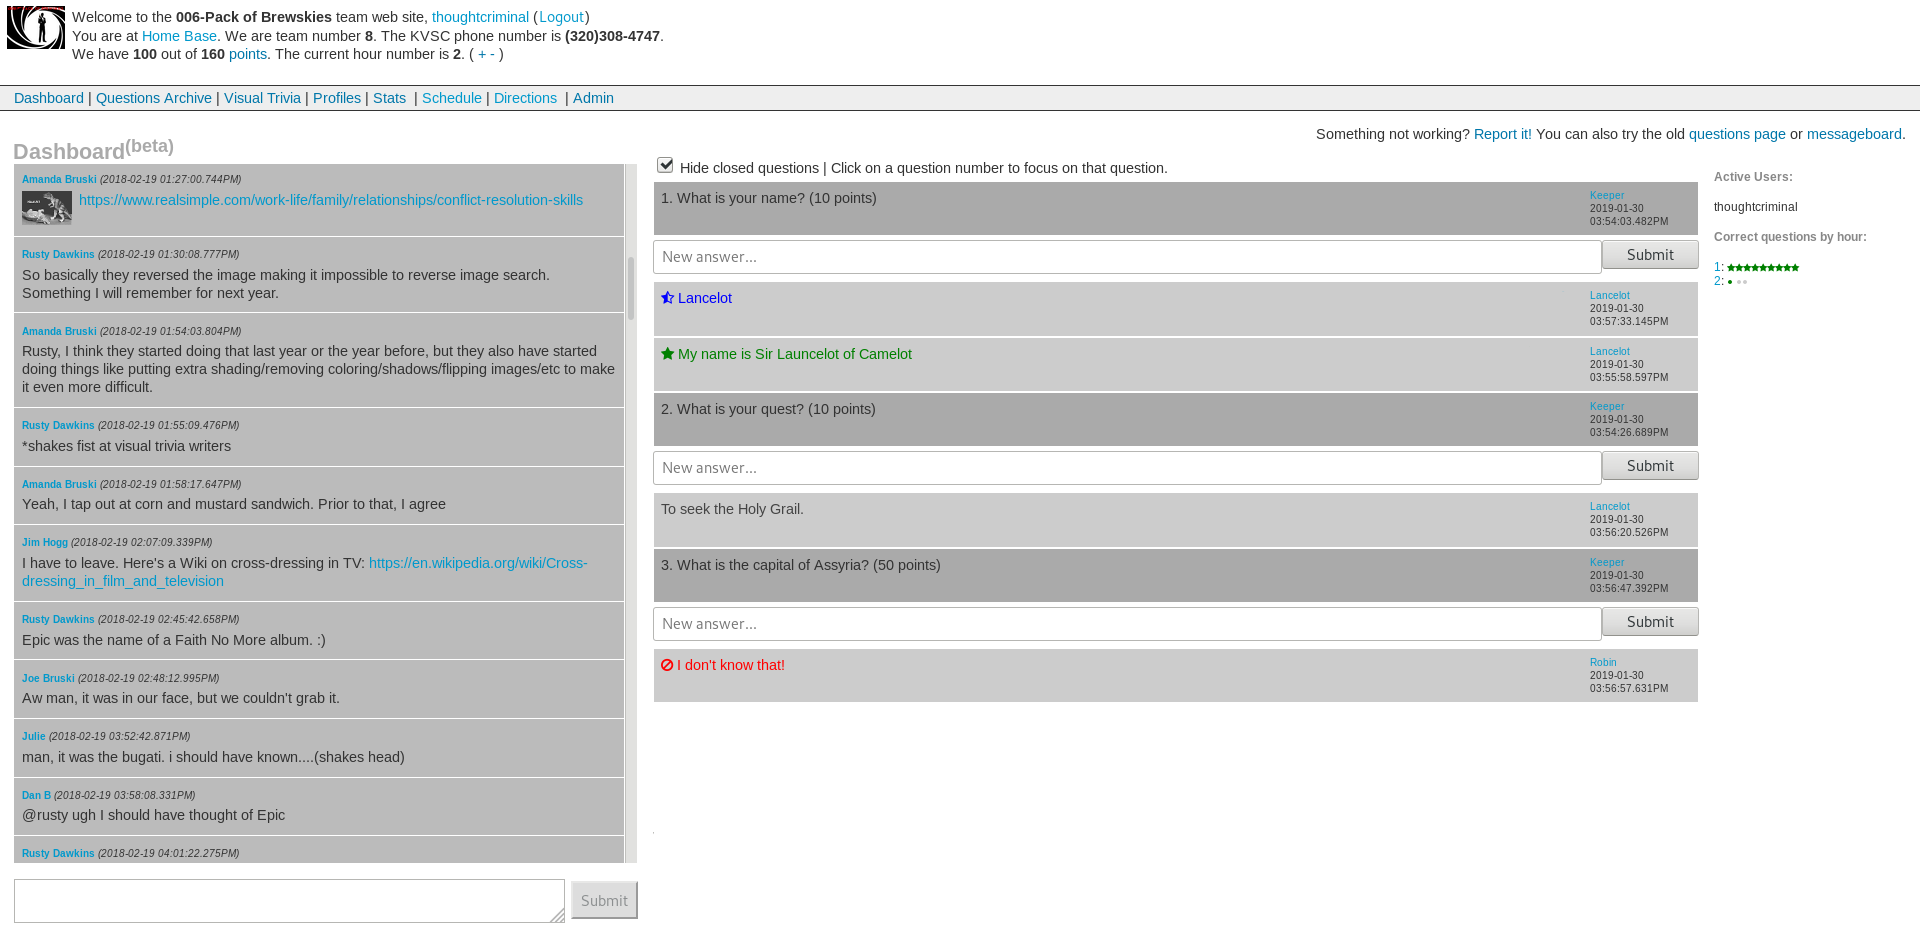 Welcome to the 006-Pack of Brewskies team web site, thoughtcriminal (Logout)
You are at Home Base. We are team number 8. The KVSC phone number is (320)308-4747.
We have 100 out of 160 points. The current hour number is 2. ( + - )
Dashboard | Questions Archive | Visual Trivia | Profiles | Stats | Schedule | Directions | Admin
Something not working? Report it! You can also try the old questions page or messageboard.
Dashboard(beta)
Amanda Bruski (2018-02-19 01:27:00.744PM)
https://www.realsimple.com/work-life/family/relationships/conflict-resolution-skills
Rusty Dawkins (2018-02-19 01:30:08.777PM)
So basically they reversed the image making it impossible to reverse image search.
Something I will remember for next year.
Amanda Bruski (2018-02-19 01:54:03.804PM)
Rusty, I think they started doing that last year or the year before, but they also have started
doing things like putting extra shading/removing coloring/shadows/flipping images/etc to make
it even more difficult.
Rusty Dawkins (2018-02-19 01:55:09.476PM)
*shakes fist at visual trivia writers
Amanda Bruski (2018-02-19 01:58:17.647PM)
Yeah, I tap out at corn and mustard sandwich. Prior to that, I agree
Jim Hogg (2018-02-19 02:07:09.339PM)
I have to leave. Here's a Wiki on cross-dressing in TV: https://en.wikipedia.org/wiki/Cross-
dressing_in_film_and_television
Rusty Dawkins (2018-02-19 02:45:42.658PM)
Epic was the name of a Faith No More album. :)
Joe Bruski (2018-02-19 02:48:12.995PM)
Aw man, it was in our face, but we couldn't grab it.
Julie (2018-02-19 03:52:42.871PM)
man, it was the bugati. i should have known....(shakes head)
Dan B (2018-02-19 03:58:08.331PM)
@rusty ugh I should have thought of Epic
Rusty Dawkins (2018-02-19 04:01:22.275PM)
Submit
Hide closed questions | Click on a question number to focus on that question.
1. What is your name? (10 points)
Keeper
2019-01-30
03:54:03.482PM
New answer...
Submit
Lancelot
Lancelot
2019-01-30
03:57:33.145PM
My name is Sir Launcelot of Camelot
Lancelot
2019-01-30
03:55:58.597PM
2. What is your quest? (10 points)
Keeper
2019-01-30
03:54:26.689PM
New answer...
Submit
To seek the Holy Grail.
Lancelot
2019-01-30
03:56:20.526PM
3. What is the capital of Assyria? (50 points)
Keeper
2019-01-30
03:56:47.392PM
New answer...
Submit
I don't know that!
Robin
2019-01-30
03:56:57.631PM
Active Users:
thoughtcriminal
Correct questions by hour:
1:
2: